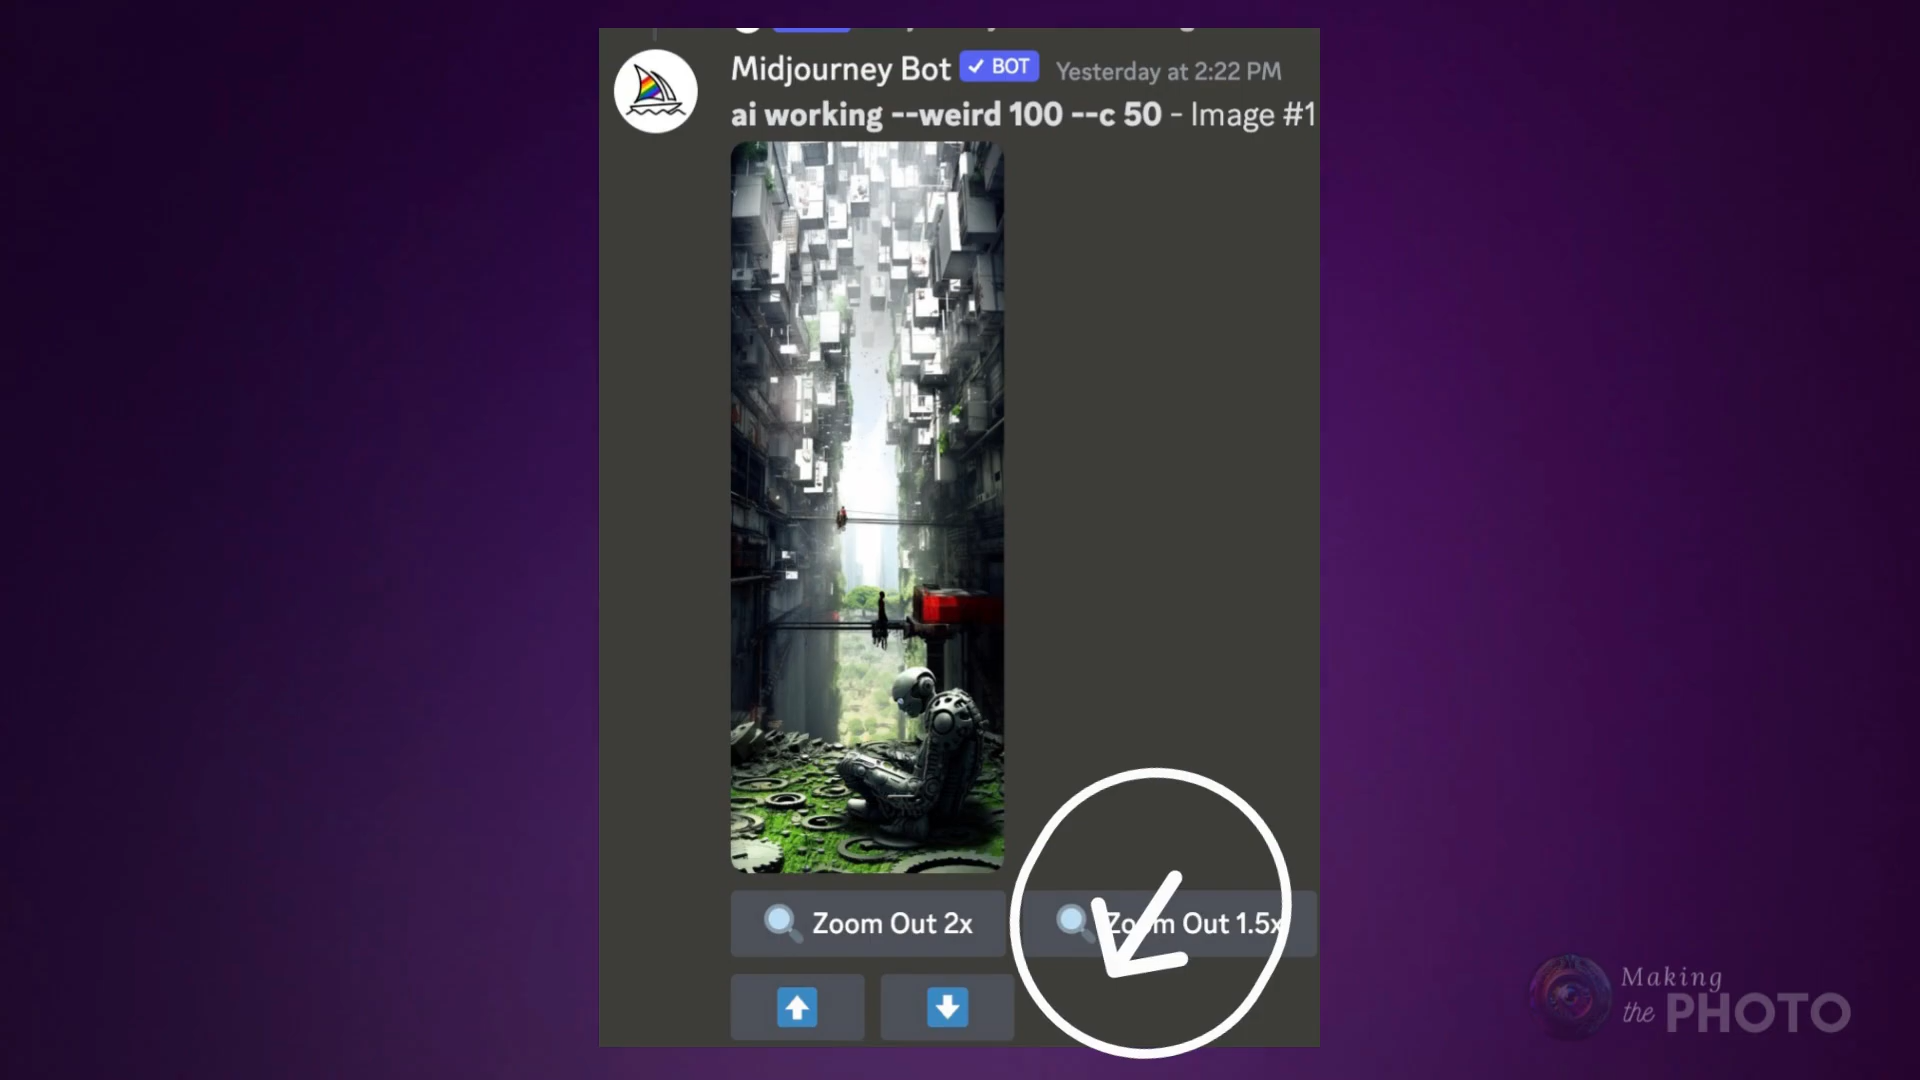 Midjourney Bot ✓ BOT Yesterday at 2:22 PM
ai working --weird 100 --c 50 - Image #1
Zoom Out 2x
Zoom Out 1.5x
Making
the PHOTO